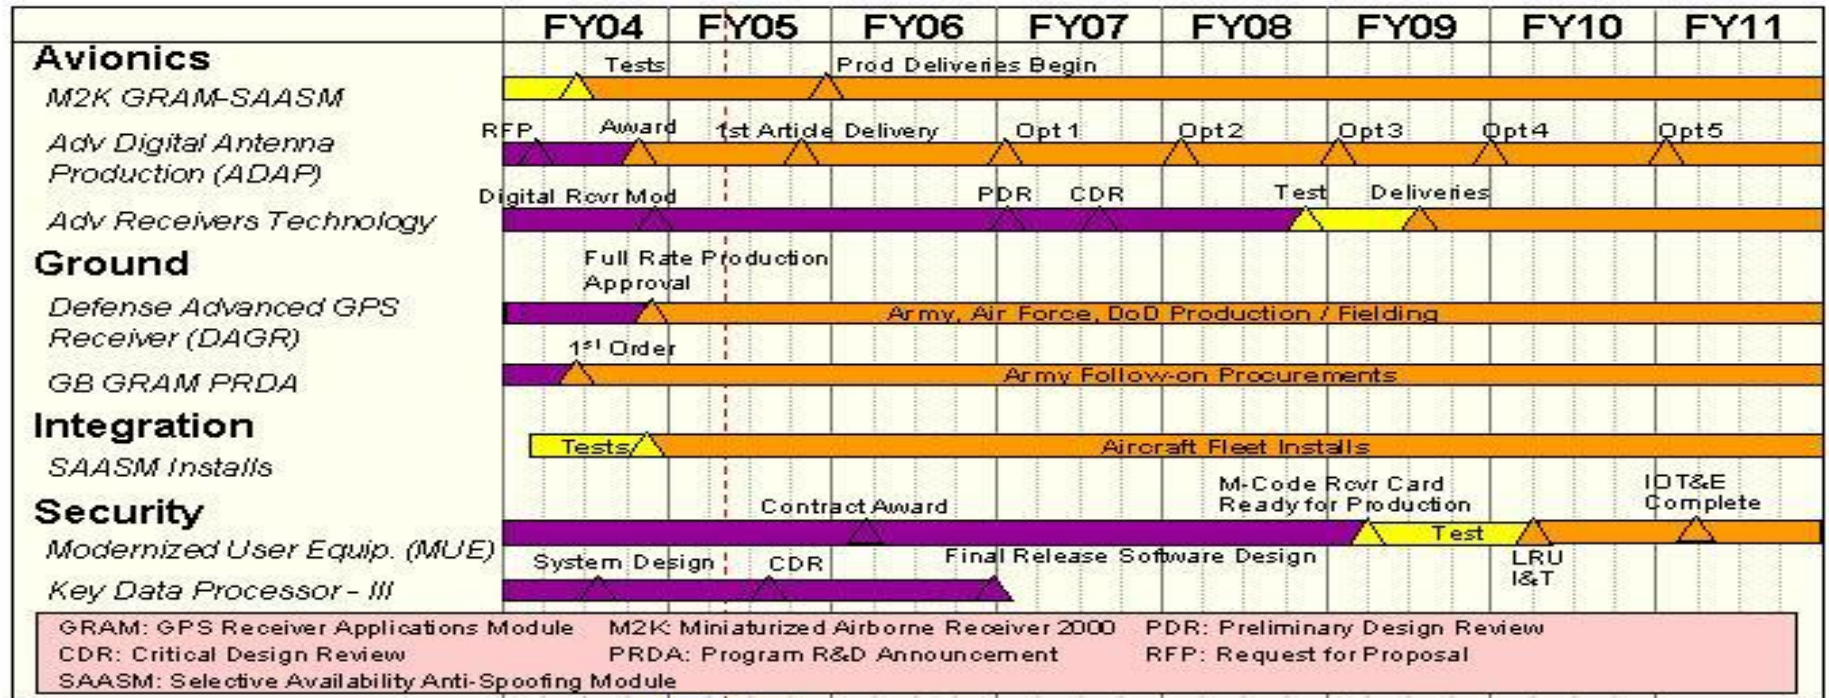 FY04 FY05 FY06 FY07 FY08 FY09 FY10 FY11
Avionics
Tests Prod Deliveries Begin
M2K GRAM-SAASM
RFP Award 1st Article Delivery Opt 1 Opt 2 Opt 3 Opt 4 Opt 5
Adv Digital Antenna
Production (ADAP)
Digital Rcvr Mod PDR CDR Test Deliveries
Adv Receivers Technology
Ground
Full Rate Production
Approval
Defense Advanced GPS
Receiver (DAGR)
Army, Air Force, DoD Production / Fielding
1st Order
GB GRAM PRDA
Army Follow-on Procurements
Integration
Tests Aircraft Fleet Installs
SAASM Installs
Security
Contract Award
M-Code Rcvr Card
Ready for Production
IOT&E
Complete
Modernized User Equip. (MUE)
Test
LRU
I&T
System Design CDR Final Release Software Design
Key Data Processor - III
GRAM: GPS Receiver Applications Module M2K: Miniaturized Airborne Receiver 2000 PDR: Preliminary Design Review
CDR: Critical Design Review PRDA: Program R&D Announcement RFP: Request for Proposal
SAASM: Selective Availability Anti-Spoofing Module